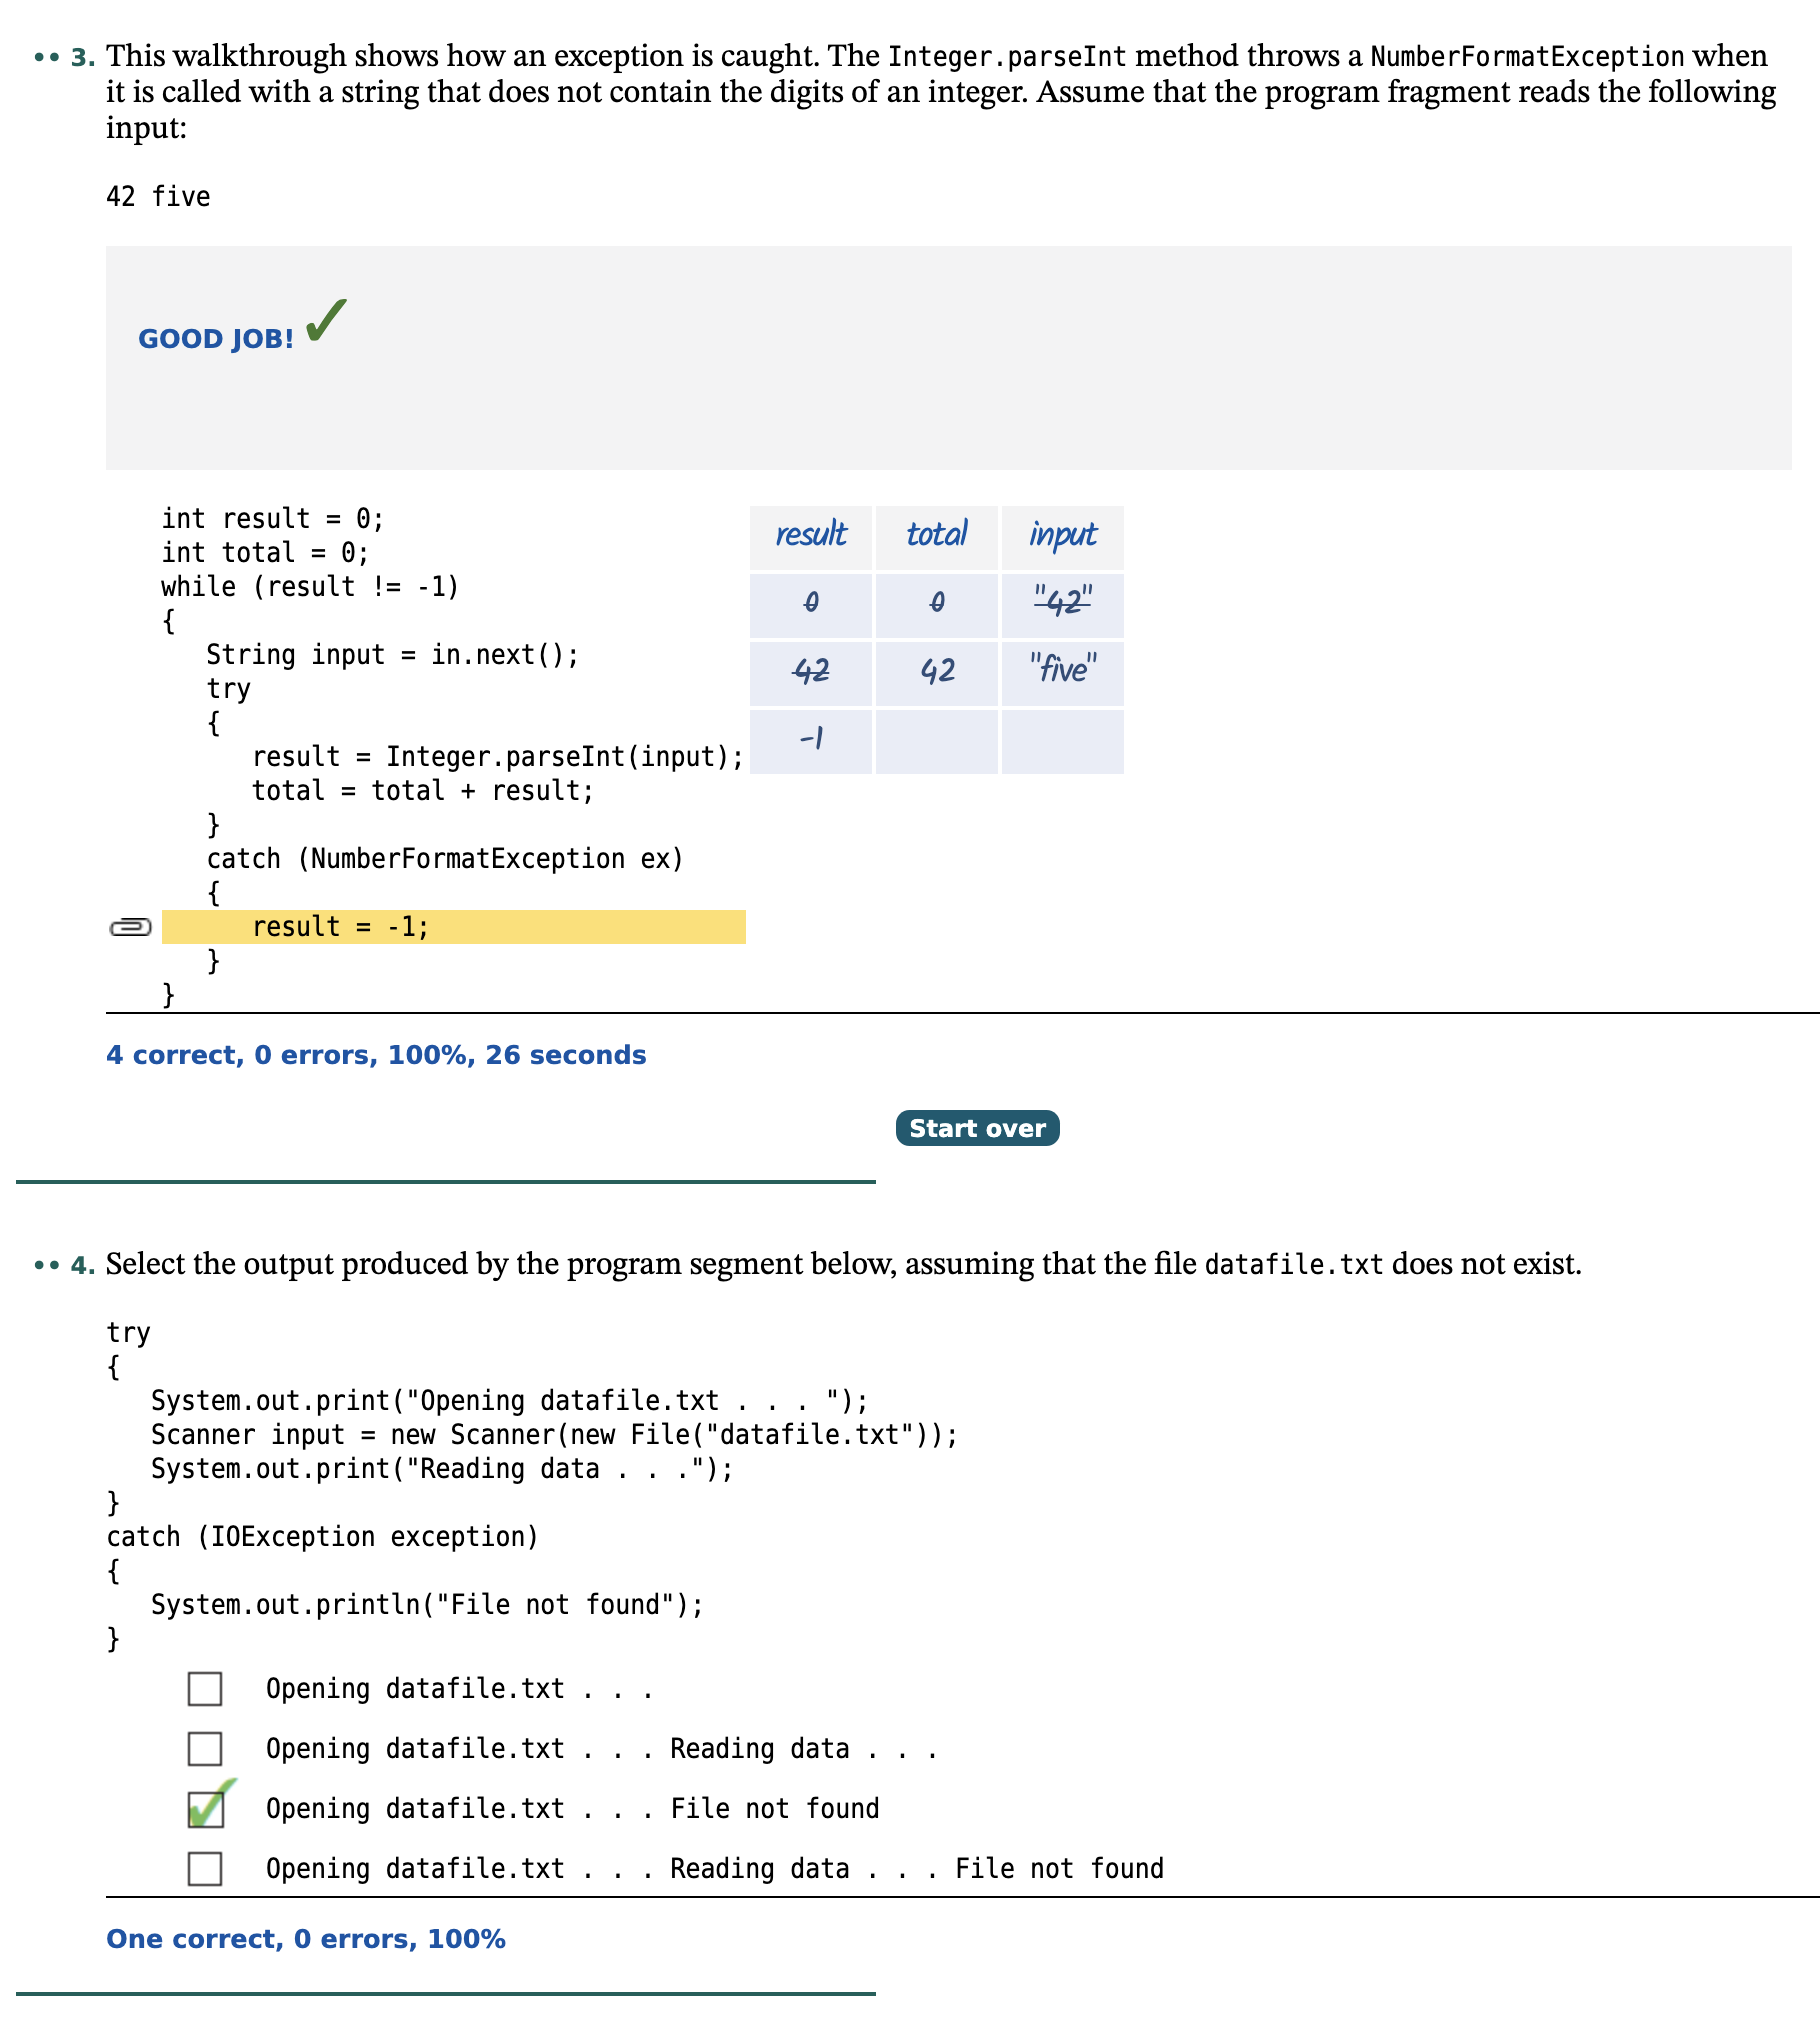 •• 3. This walkthrough shows how an exception is caught. The Integer.parseInt method throws a NumberFormatException when
it is called with a string that does not contain the digits of an integer. Assume that the program fragment reads the following
input:
42 five
GOOD JOB!
int result = 0;
int total = 0;
while (result != -1)
{
   String input = in.next();
   try
   {
      result = Integer.parseInt(input);
      total = total + result;
   }
   catch (NumberFormatException ex)
   {
      result = -1;
   }
}
result total input
0 0 "42"
42 42 "five"
-1
4 correct, 0 errors, 100%, 26 seconds
Start over
•• 4. Select the output produced by the program segment below, assuming that the file datafile.txt does not exist.
try
{
   System.out.print("Opening datafile.txt . . . ");
   Scanner input = new Scanner(new File("datafile.txt"));
   System.out.print("Reading data . . .");
}
catch (IOException exception)
{
   System.out.println("File not found");
}
Opening datafile.txt . . .
Opening datafile.txt . . . Reading data . . .
Opening datafile.txt . . . File not found
Opening datafile.txt . . . Reading data . . . File not found
One correct, 0 errors, 100%